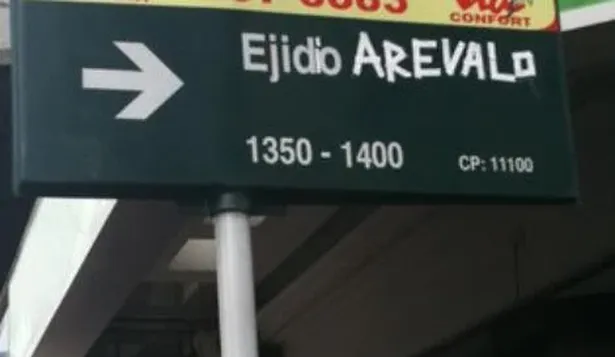 CONFORT
Ejidio AREVALO
1350 - 1400
CP: 11100